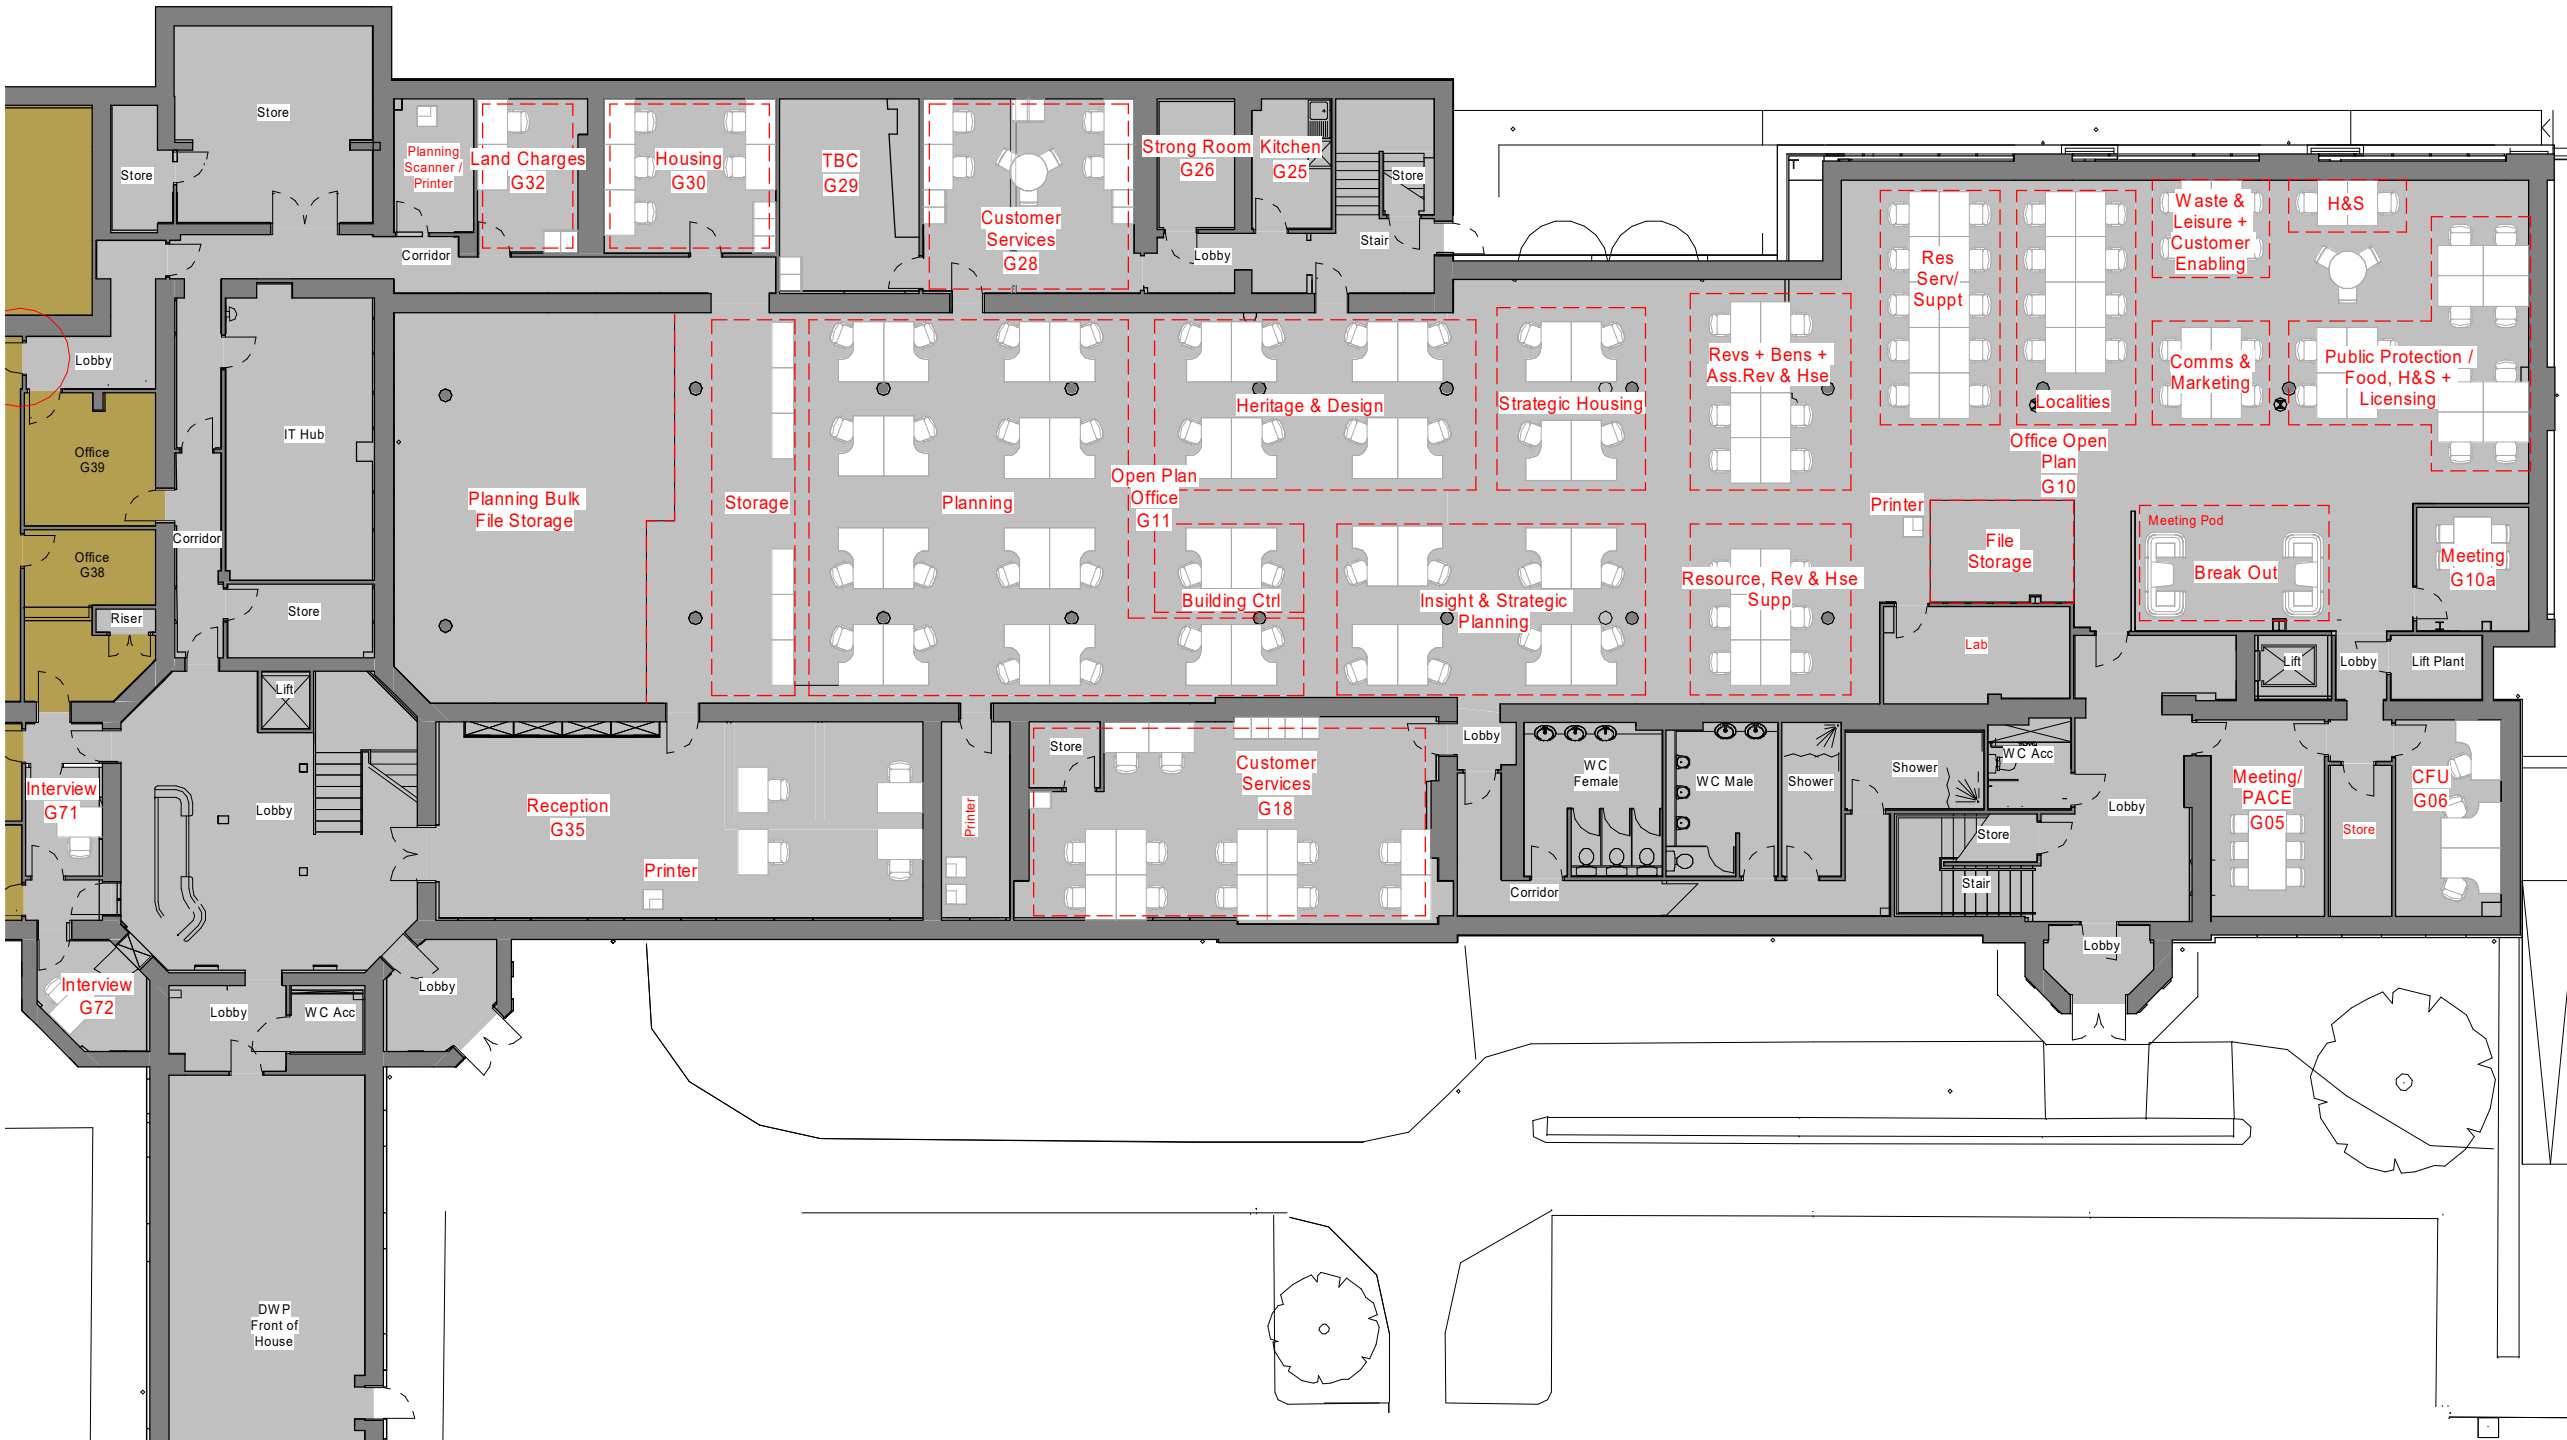 Store
Store
Planning
Scanner /
Printer
Land Charges
G32
Housing
G30
TBC
G29
Customer
Services
G28
Strong Room
G26
Kitchen
G25
Store
Stair
Lobby
Corridor
Res
Serv/
Suppt
Localities
Waste &
Leisure +
Customer
Enabling
H&S
Comms &
Marketing
Public Protection /
Food, H&S +
Licensing
Office Open
Plan
G10
Lobby
Office
G39
Office
G38
Riser
Corridor
IT Hub
Store
Planning Bulk
File Storage
Storage
Planning
Open Plan
Office
G11
Heritage & Design
Building Ctrl
Strategic Housing
Insight & Strategic
Planning
Revs + Bens +
Ass.Rev & Hse
Resource, Rev & Hse
Supp
Printer
File
Storage
Meeting Pod
Break Out
Meeting
G10a
Lab
Lift
Lobby
Lift Plant
Lift
Lobby
Interview
G71
Interview
G72
Reception
G35
Printer
Printer
Store
Customer
Services
G18
Lobby
WC
Female
WC Male
Shower
Shower
WC Acc
Corridor
Store
Stair
Lobby
Meeting/
PACE
G05
Store
CFU
G06
Lobby
Lobby
WC Acc
Lobby
DWP
Front of
House